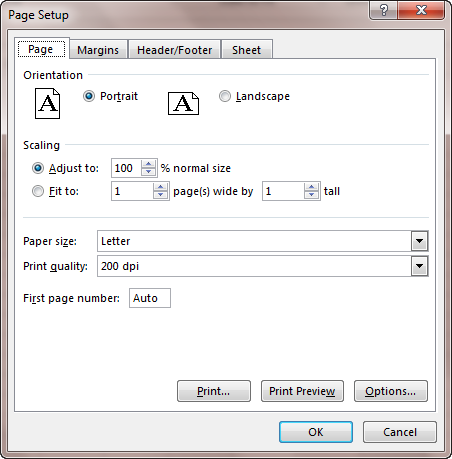 Page Setup
Page Margins Header/Footer Sheet
Orientation
A Portrait A Landscape
Scaling
Adjust to: 100 % normal size
Fit to: 1 page(s) wide by 1 tall
Paper size: Letter
Print quality: 200 dpi
First page number: Auto
Print... Print Preview Options...
OK Cancel